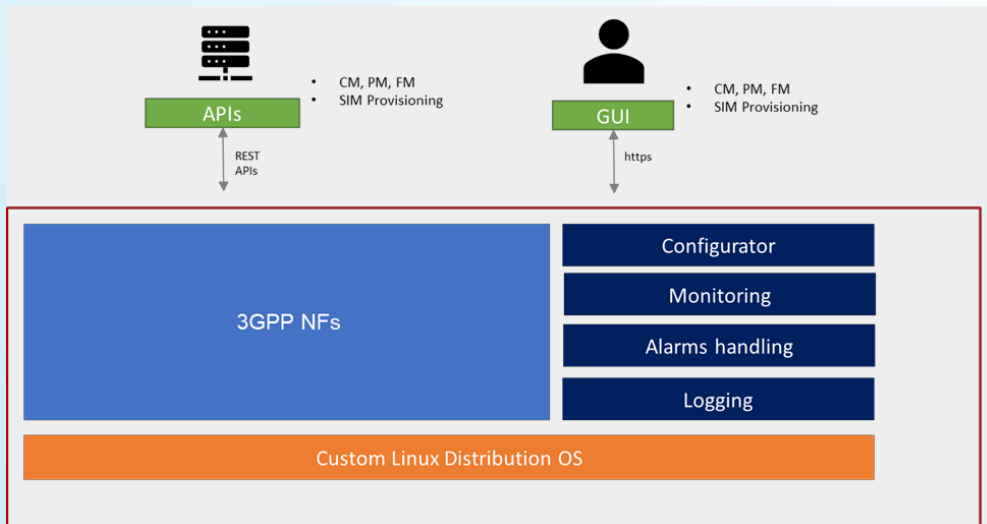 • CM, PM, FM
• SIM Provisioning
APIs
REST
APIs
• CM, PM, FM
• SIM Provisioning
GUI
https
3GPP NFs
Configurator
Monitoring
Alarms handling
Logging
Custom Linux Distribution OS